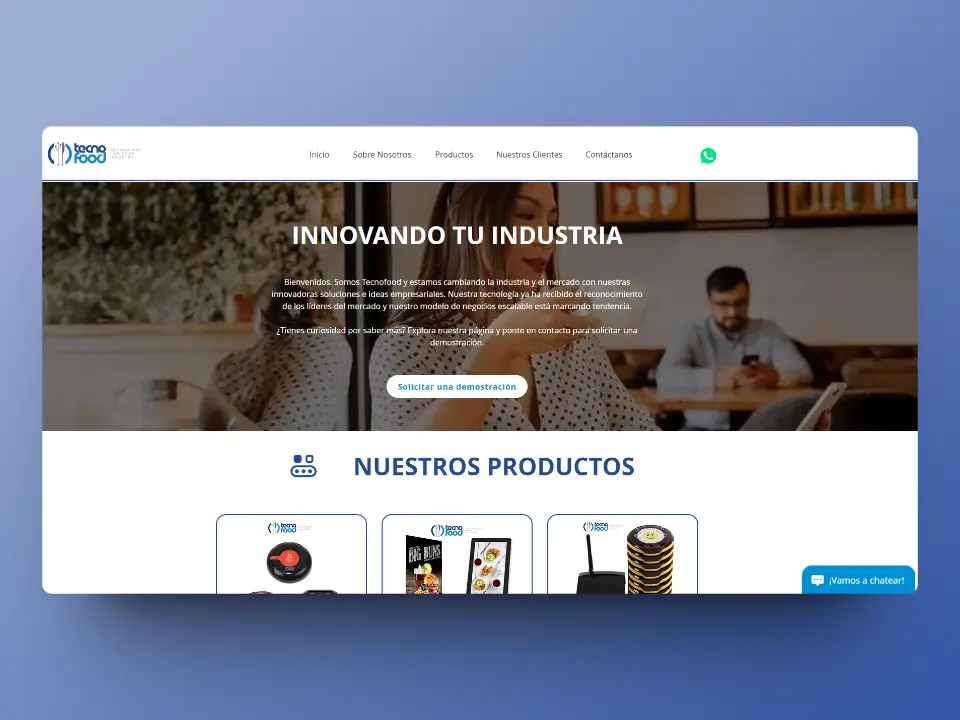 tecno
food
Inicio
Sobre Nosotros
Productos
Nuestros Clientes
Contáctanos
INNOVANDO TU INDUSTRIA
Bienvenidos. Somos Tecnofood y estamos cambiando la industria y el mercado con nuestras
innovadoras soluciones e ideas empresariales. Nuestra tecnología ya ha recibido el reconocimiento
de los líderes del mercado y nuestro modelo de negocios escalable está marcando tendencia.
¿Tienes curiosidad por saber más? Explora nuestra página y ponte en contacto para solicitar una
demostración.
Solicitar una demostración
NUESTROS PRODUCTOS
tecno
food
tecno
food
BIG BUNS
tecno
food
¡Vamos a chatear!